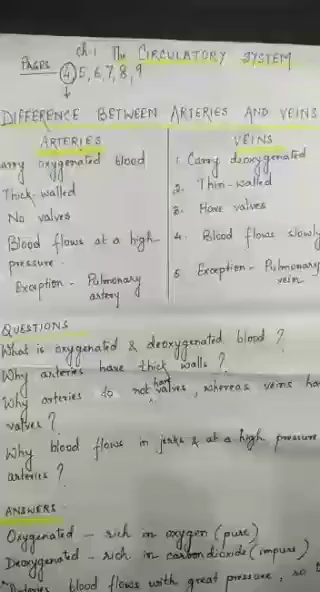 Ch-1 The CIRCULATORY SYSTEM
PAGES 4, 5, 6, 7, 8, 9
DIFFERENCE BETWEEN ARTERIES AND VEINS
ARTERIES
arry oxygenated blood
Thick-walled
No valves
Blood flows at a high-
pressure.
Exception - Pulmonary
artery
VEINS
1. Carry deoxygenated
2. Thin-walled
3. Have valves
4. Blood flows slowly
5. Exception - Pulmonary
vein
QUESTIONS
What is oxygenated & deoxygenated blood ?
Why arteries have thick walls ?
Why arteries do not have valves, whereas veins ha
valves ?
Why blood flows in jerks & at a high pressure
arteries ?
ANSWERS
Oxygenated - rich in oxygen (pure)
Deoxygenated - rich in carbondioxide (impure)
blood flows with great pressure, so